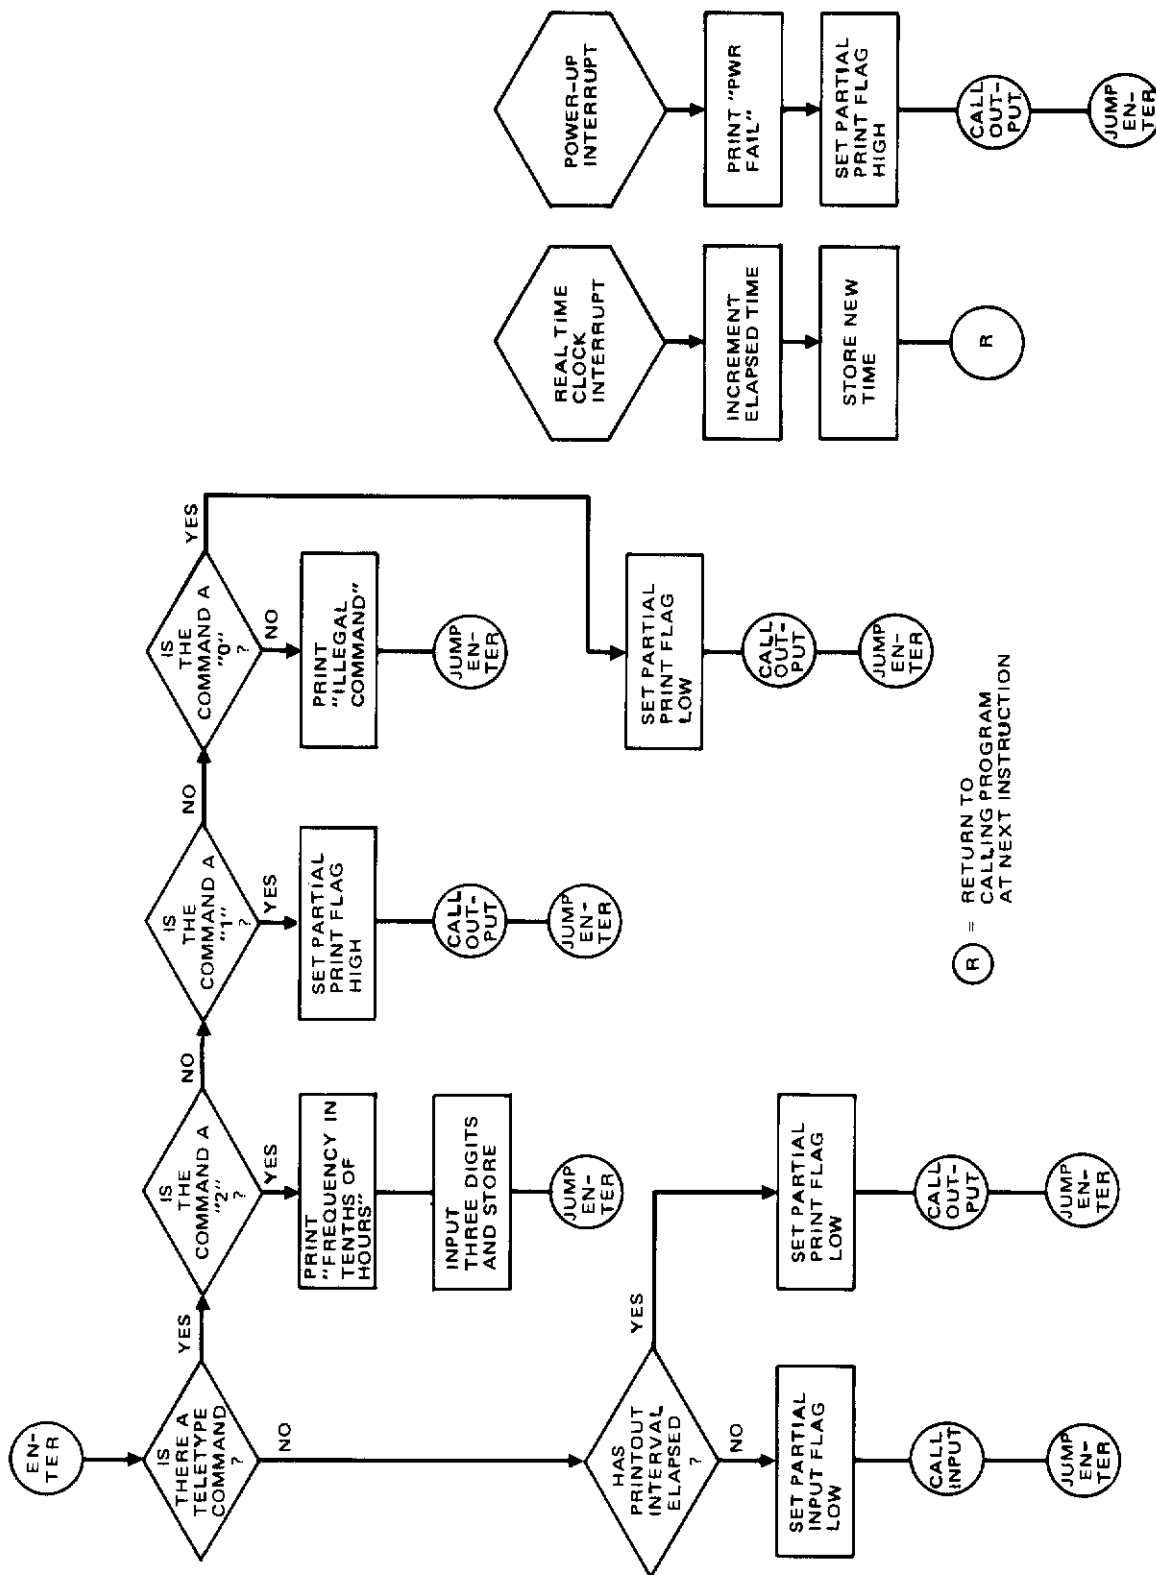 EN-
TER
IS
THERE A
TELETYPE
COMMAND
?
YES
NO
IS
THE
COMMAND A
"2"
?
NO
YES
PRINT
"FREQUENCY IN
TENTHS OF
HOURS"
INPUT
THREE DIGITS
AND STORE
JUMP
EN-
TER
IS
THE
COMMAND A
"1"
?
NO
YES
SET PARTIAL
PRINT FLAG
HIGH
CALL
OUT-
PUT
JUMP
EN-
TER
IS
THE
COMMAND A
"0"
?
YES
NO
PRINT
"ILLEGAL
COMMAND"
JUMP
EN-
TER
SET PARTIAL
PRINT FLAG
LOW
CALL
OUT-
PUT
JUMP
EN-
TER
HAS
PRINTOUT
INTERVAL
ELAPSED
?
YES
NO
SET PARTIAL
INPUT FLAG
LOW
CALL
INPUT
JUMP
EN-
TER
SET PARTIAL
PRINT FLAG
LOW
CALL
OUT-
PUT
JUMP
EN-
TER
REAL TIME
CLOCK
INTERRUPT
INCREMENT
ELAPSED TIME
STORE NEW
TIME
R
POWER-UP
INTERRUPT
PRINT "PWR
FAIL"
SET PARTIAL
PRINT FLAG
HIGH
CALL
OUT-
PUT
JUMP
EN-
TER
R = RETURN TO
CALLING PROGRAM
AT NEXT INSTRUCTION